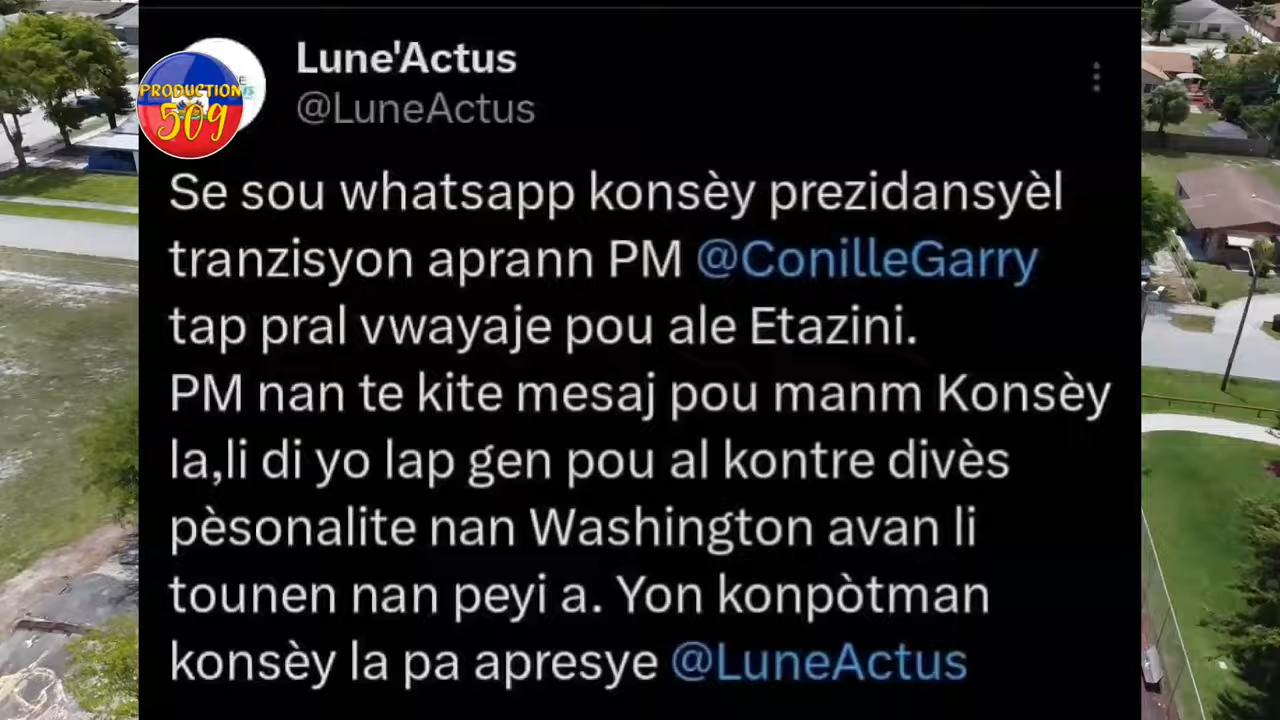 Lune'Actus
@LuneActus
PRODUCTION
509
Se sou whatsapp konsèy prezidansyèl
tranzisyon aprann PM @ConilleGarry
tap pral vwayaje pou ale Etazini.
PM nan te kite mesaj pou manm Konsèy
la,li di yo lap gen pou al kontre divès
pèsonalite nan Washington avan li
tounen nan peyi a. Yon konpòtman
konsèy la pa apresye @LuneActus